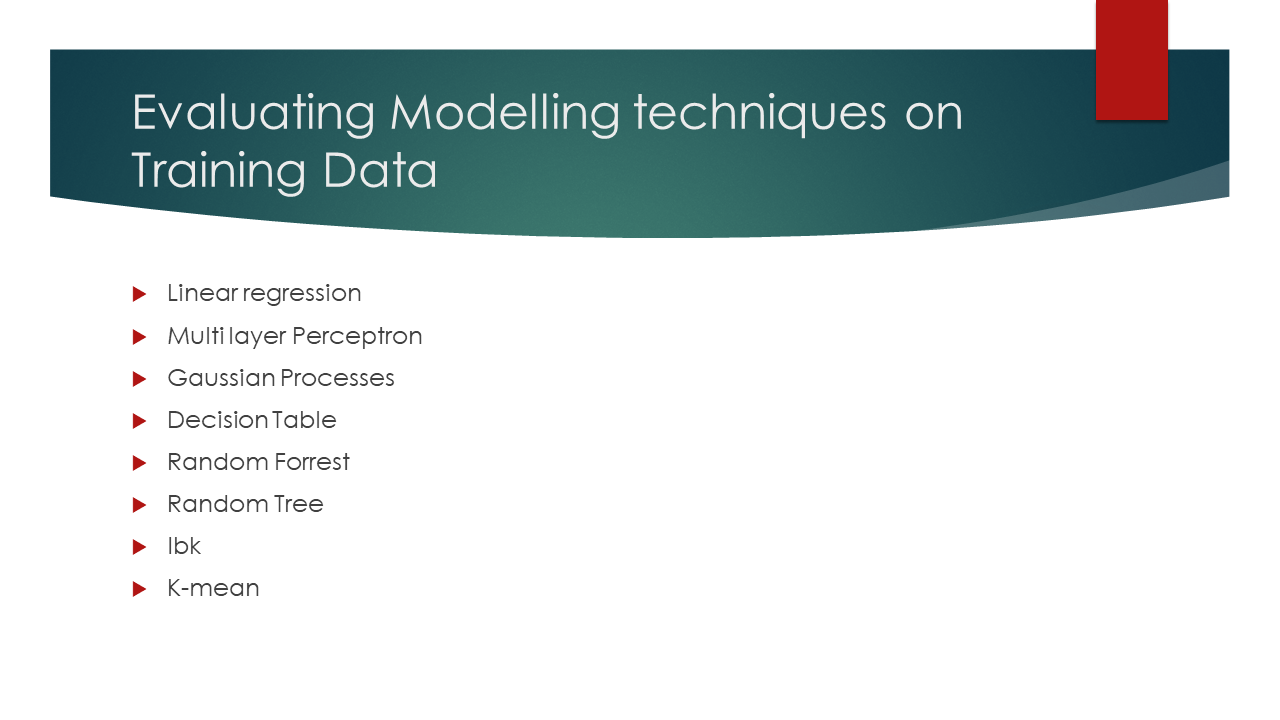 Evaluating Modelling techniques on
Training Data
Linear regression
Multi layer Perceptron
Gaussian Processes
Decision Table
Random Forrest
Random Tree
Ibk
K-mean